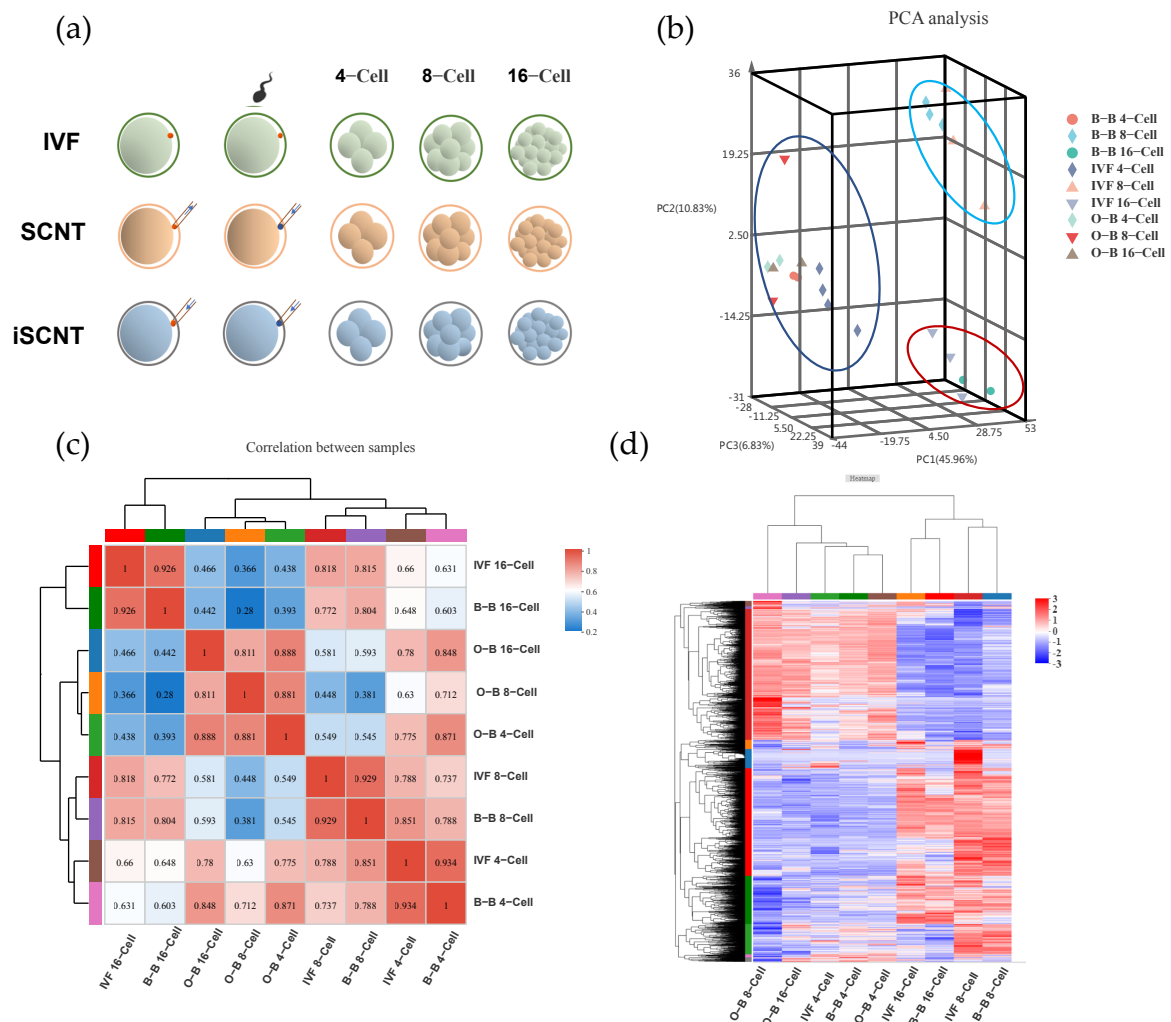 (a)
4−Cell
8−Cell
16−Cell
IVF
SCNT
iSCNT
(b)
PCA analysis
36
19.25
PC2(10.83%)
2.50
-14.25
-31
-28
-11.25
5.50
22.25
39
PC3(6.83%)
-44
-19.75
4.50
28.75
53
PC1(45.96%)
B−B 4−Cell
B−B 8−Cell
B−B 16−Cell
IVF 4−Cell
IVF 8−Cell
IVF 16−Cell
O−B 4−Cell
O−B 8−Cell
O−B 16−Cell
(c)
Correlation between samples
1 0.926 0.466 0.366 0.438 0.818 0.815 0.66 0.631 IVF 16−Cell
0.926 1 0.442 0.28 0.393 0.772 0.804 0.648 0.603 B−B 16−Cell
0.466 0.442 1 0.811 0.888 0.581 0.593 0.78 0.848 O−B 16−Cell
0.366 0.28 0.811 1 0.881 0.448 0.381 0.63 0.712 O−B 8−Cell
0.438 0.393 0.888 0.881 1 0.549 0.545 0.775 0.871 O−B 4−Cell
0.818 0.772 0.581 0.448 0.549 1 0.929 0.788 0.737 IVF 8−Cell
0.815 0.804 0.593 0.381 0.545 0.929 1 0.851 0.788 B−B 8−Cell
0.66 0.648 0.78 0.63 0.775 0.788 0.851 1 0.934 IVF 4−Cell
0.631 0.603 0.848 0.712 0.871 0.737 0.788 0.934 1 B−B 4−Cell
IVF 16−Cell
B−B 16−Cell
O−B 16−Cell
O−B 8−Cell
O−B 4−Cell
IVF 8−Cell
B−B 8−Cell
IVF 4−Cell
B−B 4−Cell
1
0.8
0.6
0.4
0.2
(d)
Heatmap
3
2
1
0
−1
−2
−3
O−B 8−Cell
O−B 16−Cell
IVF 4−Cell
B−B 4−Cell
O−B 4−Cell
IVF 16−Cell
B−B 16−Cell
IVF 8−Cell
B−B 8−Cell